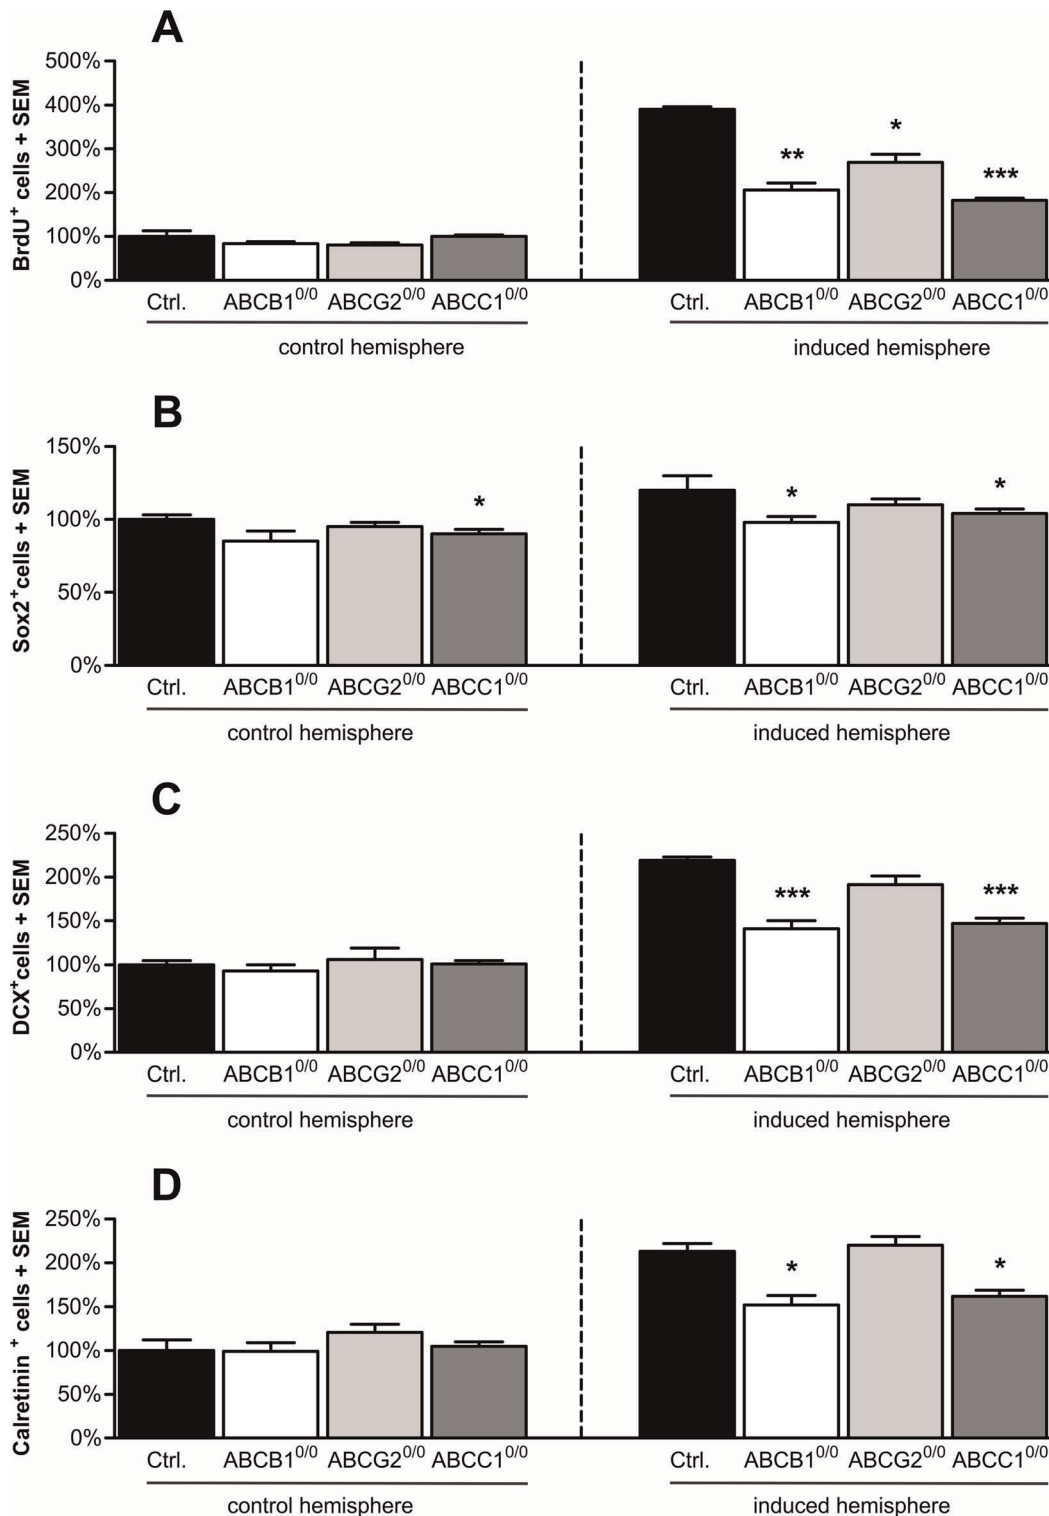 A
500%
400%
300%
200%
100%
0%
BrdU⁺ cells + SEM
** * ***
Ctrl. ABCB1⁰/⁰ ABCG2⁰/⁰ ABCC1⁰/⁰ Ctrl. ABCB1⁰/⁰ ABCG2⁰/⁰ ABCC1⁰/⁰
control hemisphere induced hemisphere
B
150%
100%
50%
0%
Sox2⁺cells + SEM
* * *
Ctrl. ABCB1⁰/⁰ ABCG2⁰/⁰ ABCC1⁰/⁰ Ctrl. ABCB1⁰/⁰ ABCG2⁰/⁰ ABCC1⁰/⁰
control hemisphere induced hemisphere
C
250%
200%
150%
100%
50%
0%
DCX⁺cells + SEM
*** ***
Ctrl. ABCB1⁰/⁰ ABCG2⁰/⁰ ABCC1⁰/⁰ Ctrl. ABCB1⁰/⁰ ABCG2⁰/⁰ ABCC1⁰/⁰
control hemisphere induced hemisphere
D
250%
200%
150%
100%
50%
0%
Calretinin ⁺ cells + SEM
* *
Ctrl. ABCB1⁰/⁰ ABCG2⁰/⁰ ABCC1⁰/⁰ Ctrl. ABCB1⁰/⁰ ABCG2⁰/⁰ ABCC1⁰/⁰
control hemisphere induced hemisphere